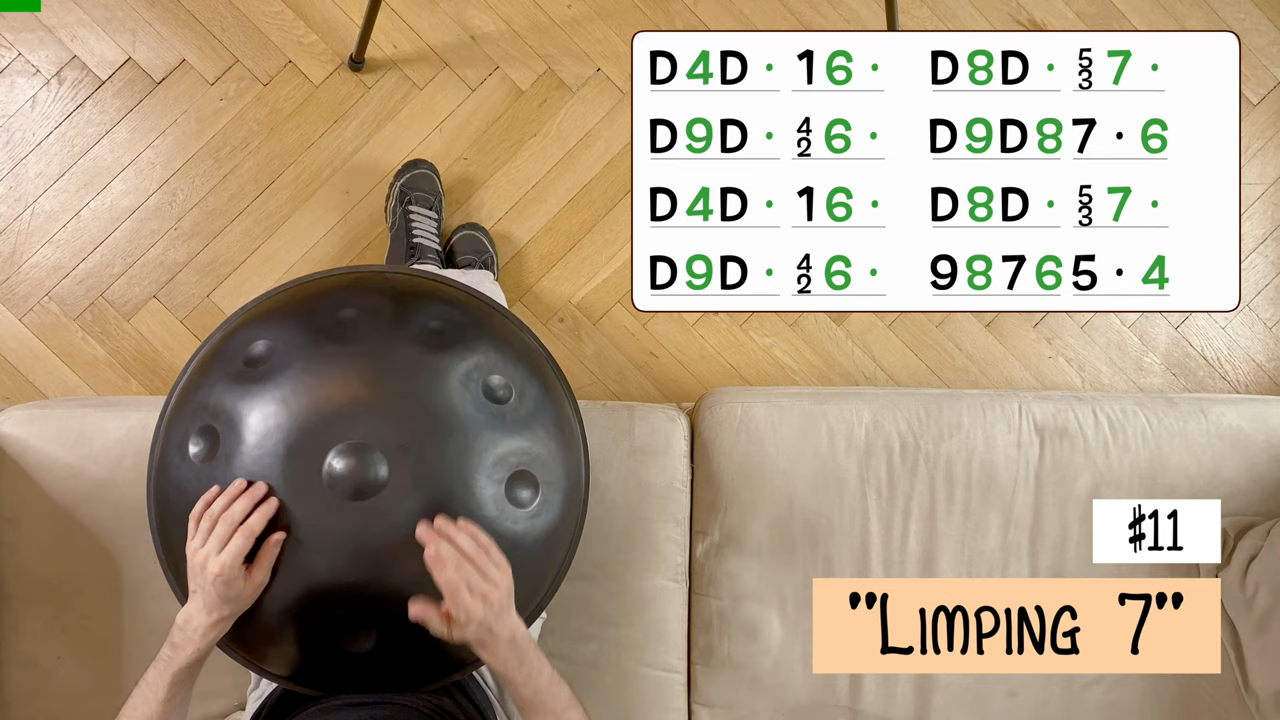 D4D · 16 · D8D · 5/3 7 ·
D9D · 4/2 6 · D9D87 · 6
D4D · 16 · D8D · 5/3 7 ·
D9D · 4/2 6 · 98765 · 4
#11
"LIMPING 7"